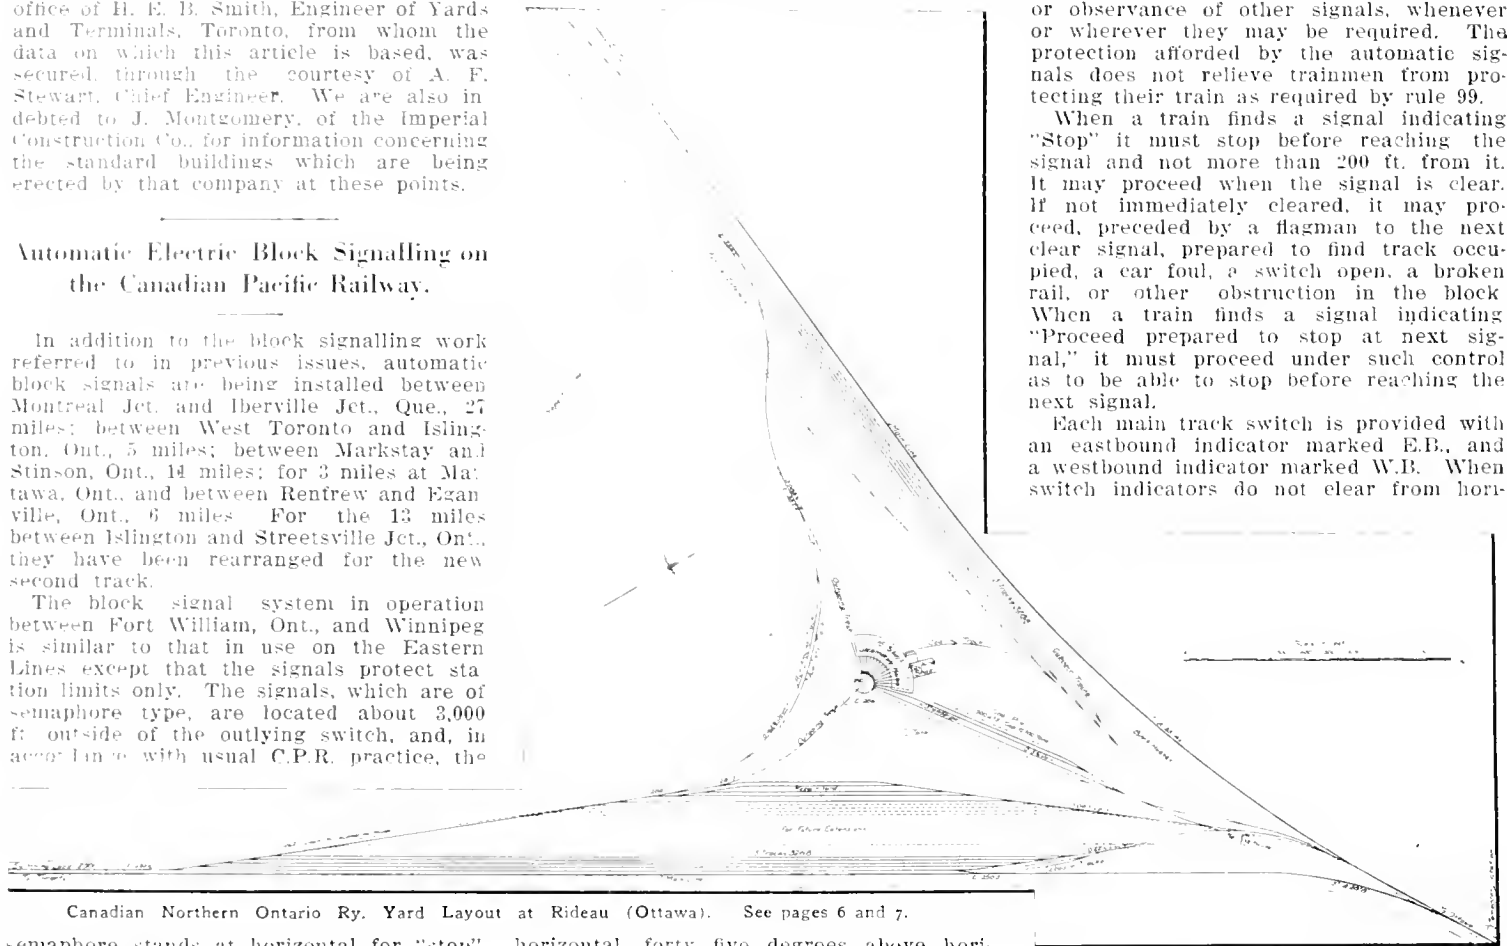 office of H. E. B. Smith, Engineer of Yards
and Terminals, Toronto, from whom the
data on which this article is based, was
secured, through the courtesy of A. F.
Stewart, Chief Engineer. We are also in
debted to J. Montgomery, of the Imperial
Construction Co., for information concerning
the standard buildings which are being
erected by that company at these points.
Automatic Electric Block Signalling on
the Canadian Pacific Railway.
In addition to the block signalling work
referred to in previous issues, automatic
block signals are being installed between
Montreal Jct. and Iberville Jct., Que., 27
miles; between West Toronto and Isling-
ton, Ont., 5 miles; between Markstay and
Stinson, Ont., 14 miles; for 3 miles at Mat
tawa, Ont., and between Renfrew and Egan
ville, Ont., 6 miles For the 13 miles
between Islington and Streetsville Jct., Ont.,
they have been rearranged for the new
second track.
The block signal system in operation
between Fort William, Ont., and Winnipeg
is similar to that in use on the Eastern
Lines except that the signals protect sta
tion limits only. The signals, which are of
semaphore type, are located about 3,000
ft outside of the outlying switch, and, in
accordance with usual C.P.R. practice, the
semaphore stands at horizontal for "stop"
or observance of other signals, whenever
or wherever they may be required. The
protection afforded by the automatic sig-
nals does not relieve trainmen from pro-
tecting their train as required by rule 99.
When a train finds a signal indicating
"Stop" it must stop before reaching the
signal and not more than 200 ft. from it.
It may proceed when the signal is clear.
If not immediately cleared, it may pro-
ceed, preceded by a flagman to the next
clear signal, prepared to find track occu-
pied, a car foul, a switch open, a broken
rail, or other obstruction in the block
When a train finds a signal indicating
"Proceed prepared to stop at next sig-
nal," it must proceed under such control
as to be able to stop before reaching the
next signal.
Each main track switch is provided with
an eastbound indicator marked E.B., and
a westbound indicator marked W.B. When
switch indicators do not clear from hori-
Main Line
For Future Extensions
Canadian Northern Ontario Ry. Yard Layout at Rideau (Ottawa). See pages 6 and 7.
horizontal, forty five degrees above hori-